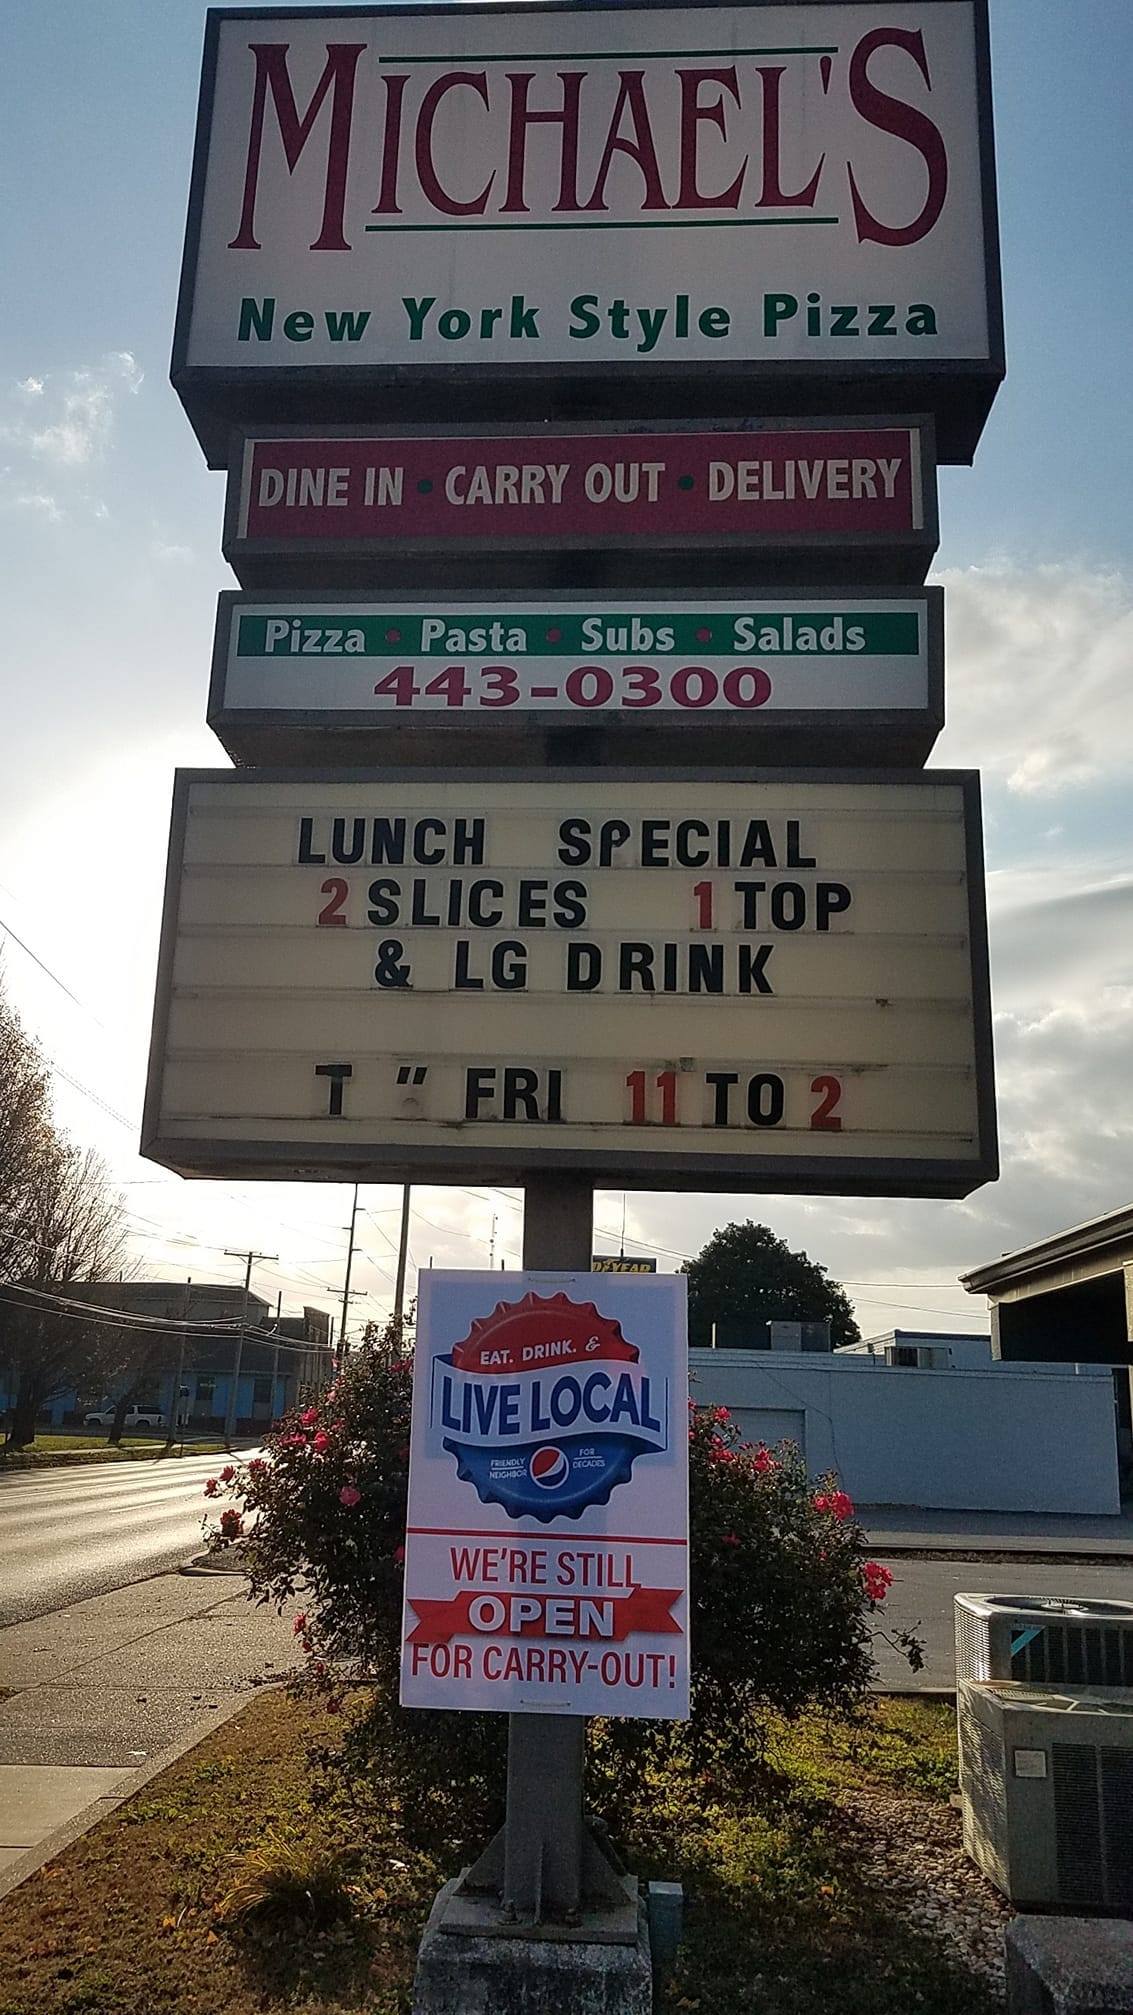 MICHAEL'S
New York Style Pizza
DINE IN • CARRY OUT • DELIVERY
Pizza • Pasta • Subs • Salads
443-0300
LUNCH SPECIAL
2 SLICES 1 TOP
& LG DRINK
T " FRI 11 TO 2
EAT. DRINK. &
LIVE LOCAL
FRIENDLY NEIGHBOR
FOR DECADES
WE'RE STILL
OPEN
FOR CARRY-OUT!